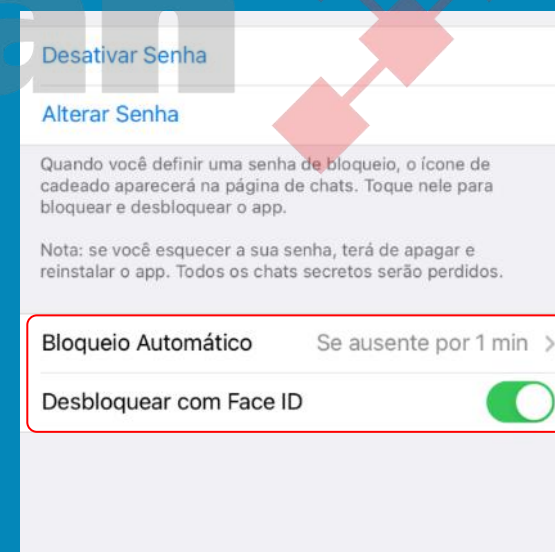 an
Desativar Senha
Alterar Senha
Quando você definir uma senha de bloqueio, o ícone de
cadeado aparecerá na página de chats. Toque nele para
bloquear e desbloquear o app.
Nota: se você esquecer a sua senha, terá de apagar e
reinstalar o app. Todos os chats secretos serão perdidos.
Bloqueio Automático Se ausente por 1 min >
Desbloquear com Face ID